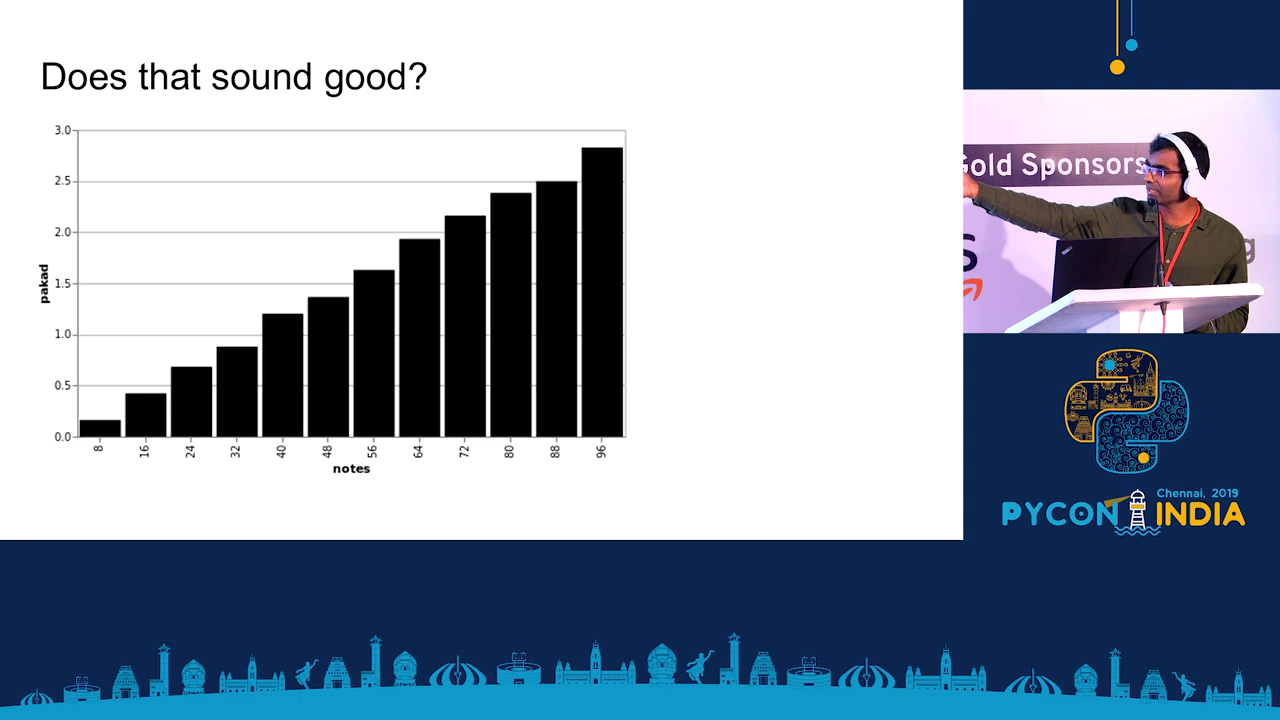 Does that sound good?
3.0
2.5
2.0
1.5
1.0
0.5
0.0
pakad
8 16 24 32 40 48 56 64 72 80 88 96
notes
Gold Sponsors
S
g
Chennai, 2019
PYCON INDIA